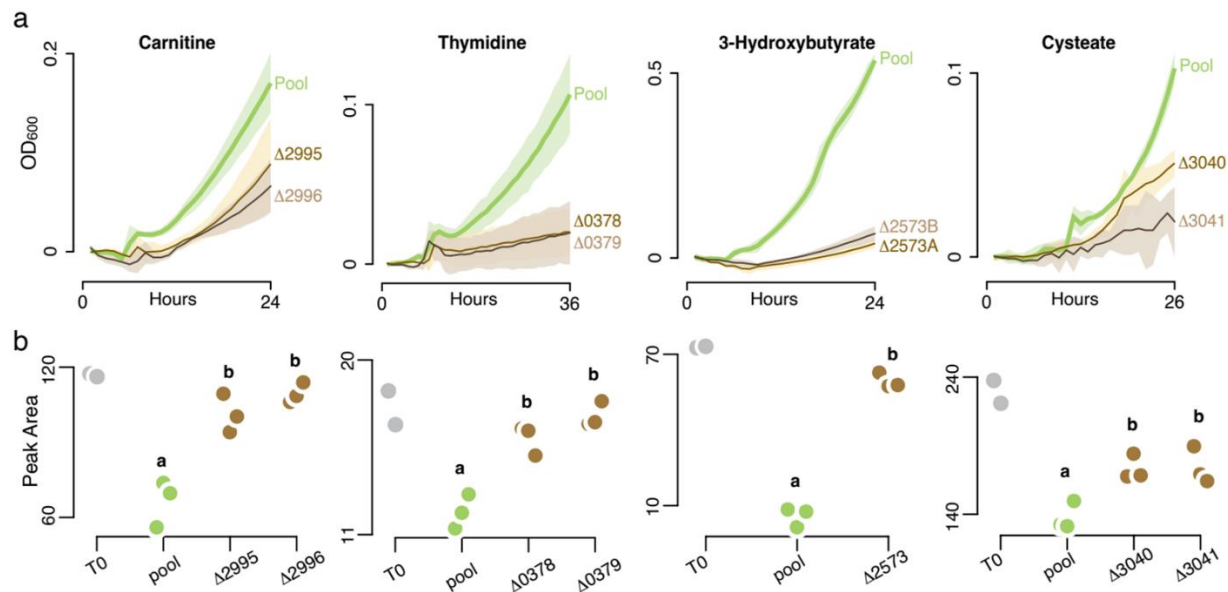 a
Carnitine
Thymidine
3-Hydroxybutyrate
Cysteate
OD600
0.2
0
Pool
Δ2995
Δ2996
0
Hours
24
0.1
0
Pool
Δ0378
Δ0379
0
Hours
36
0.5
0
Pool
Δ2573B
Δ2573A
0
Hours
24
0.1
0
Pool
Δ3040
Δ3041
0
Hours
26
b
Peak Area
120
60
a
b
b
T0
pool
Δ2995
Δ2996
20
11
a
b
b
T0
pool
Δ0378
Δ0379
70
10
a
b
T0
pool
Δ2573
240
140
a
b
b
T0
pool
Δ3040
Δ3041